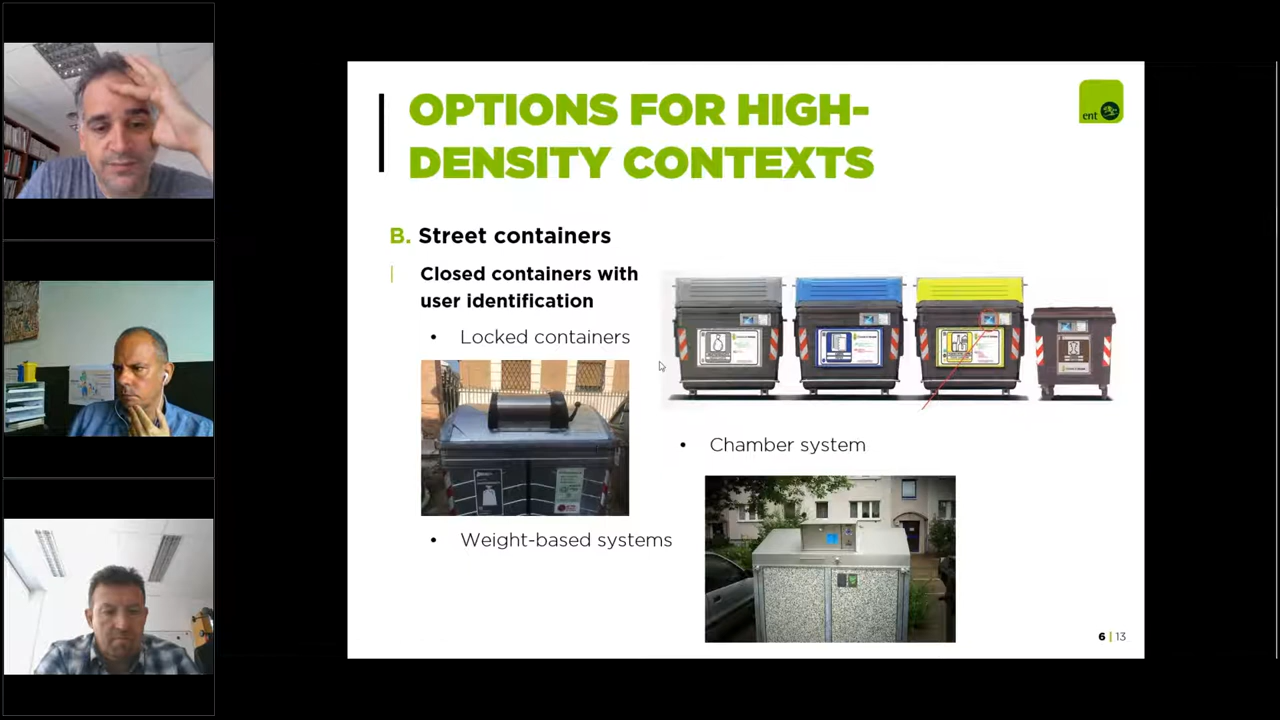 OPTIONS FOR HIGH-
DENSITY CONTEXTS
ent
B. Street containers
Closed containers with
user identification
• Locked containers
• Chamber system
• Weight-based systems
6 | 13